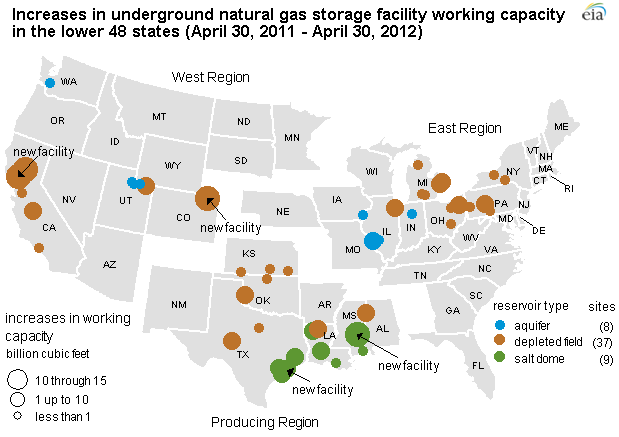 Increases in underground natural gas storage facility working capacity
in the lower 48 states (April 30, 2011 - April 30, 2012)
eia
West Region
East Region
WA
OR
MT
ID
ND
MN
SD
WY
NV
UT
CO
CA
AZ
NM
NE
KS
OK
TX
IA
MO
WI
IL
IN
MI
OH
KY
TN
AR
LA
MS
AL
GA
FL
SC
NC
VA
WV
PA
NY
VT
NH
ME
MA
CT
RI
NJ
DE
MD
new facility
new facility
new facility
new facility
Producing Region
increases in working
capacity
billion cubic feet
10 through 15
1 up to 10
less than 1
reservoir type sites
aquifer (8)
depleted field (37)
salt dome (9)